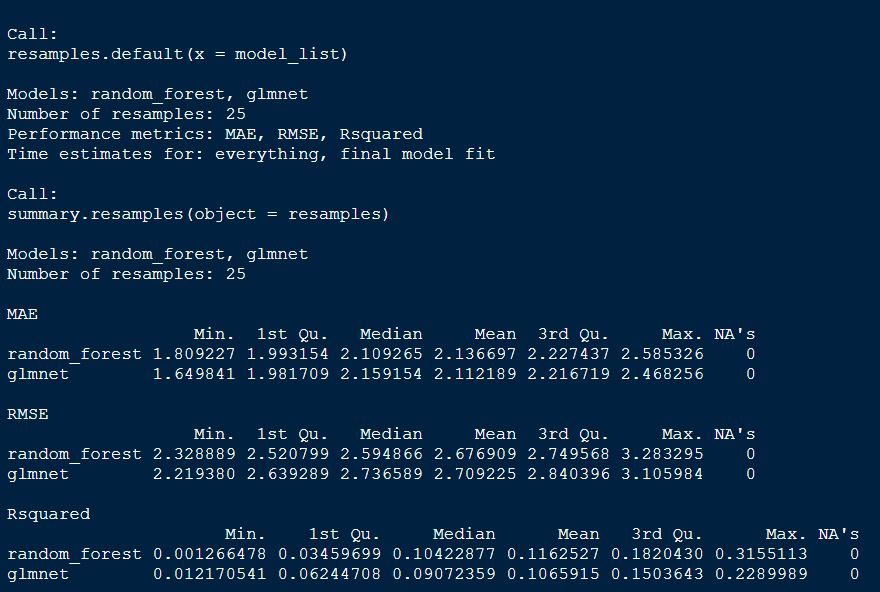 Call:
resamples.default(x = model_list)
Models: random_forest, glmnet
Number of resamples: 25
Performance metrics: MAE, RMSE, Rsquared
Time estimates for: everything, final model fit
Call:
summary.resamples(object = resamples)
Models: random_forest, glmnet
Number of resamples: 25
MAE
Min. 1st Qu. Median Mean 3rd Qu. Max. NA's
random_forest 1.809227 1.993154 2.109265 2.136697 2.227437 2.585326 0
glmnet 1.649841 1.981709 2.159154 2.112189 2.216719 2.468256 0
RMSE
Min. 1st Qu. Median Mean 3rd Qu. Max. NA's
random_forest 2.328889 2.520799 2.594866 2.676909 2.749568 3.283295 0
glmnet 2.219380 2.639289 2.736589 2.709225 2.840396 3.105984 0
Rsquared
Min. 1st Qu. Median Mean 3rd Qu. Max. NA's
random_forest 0.001266478 0.03459699 0.10422877 0.1162527 0.1820430 0.3155113 0
glmnet 0.012170541 0.06244708 0.09072359 0.1065915 0.1503643 0.2289989 0